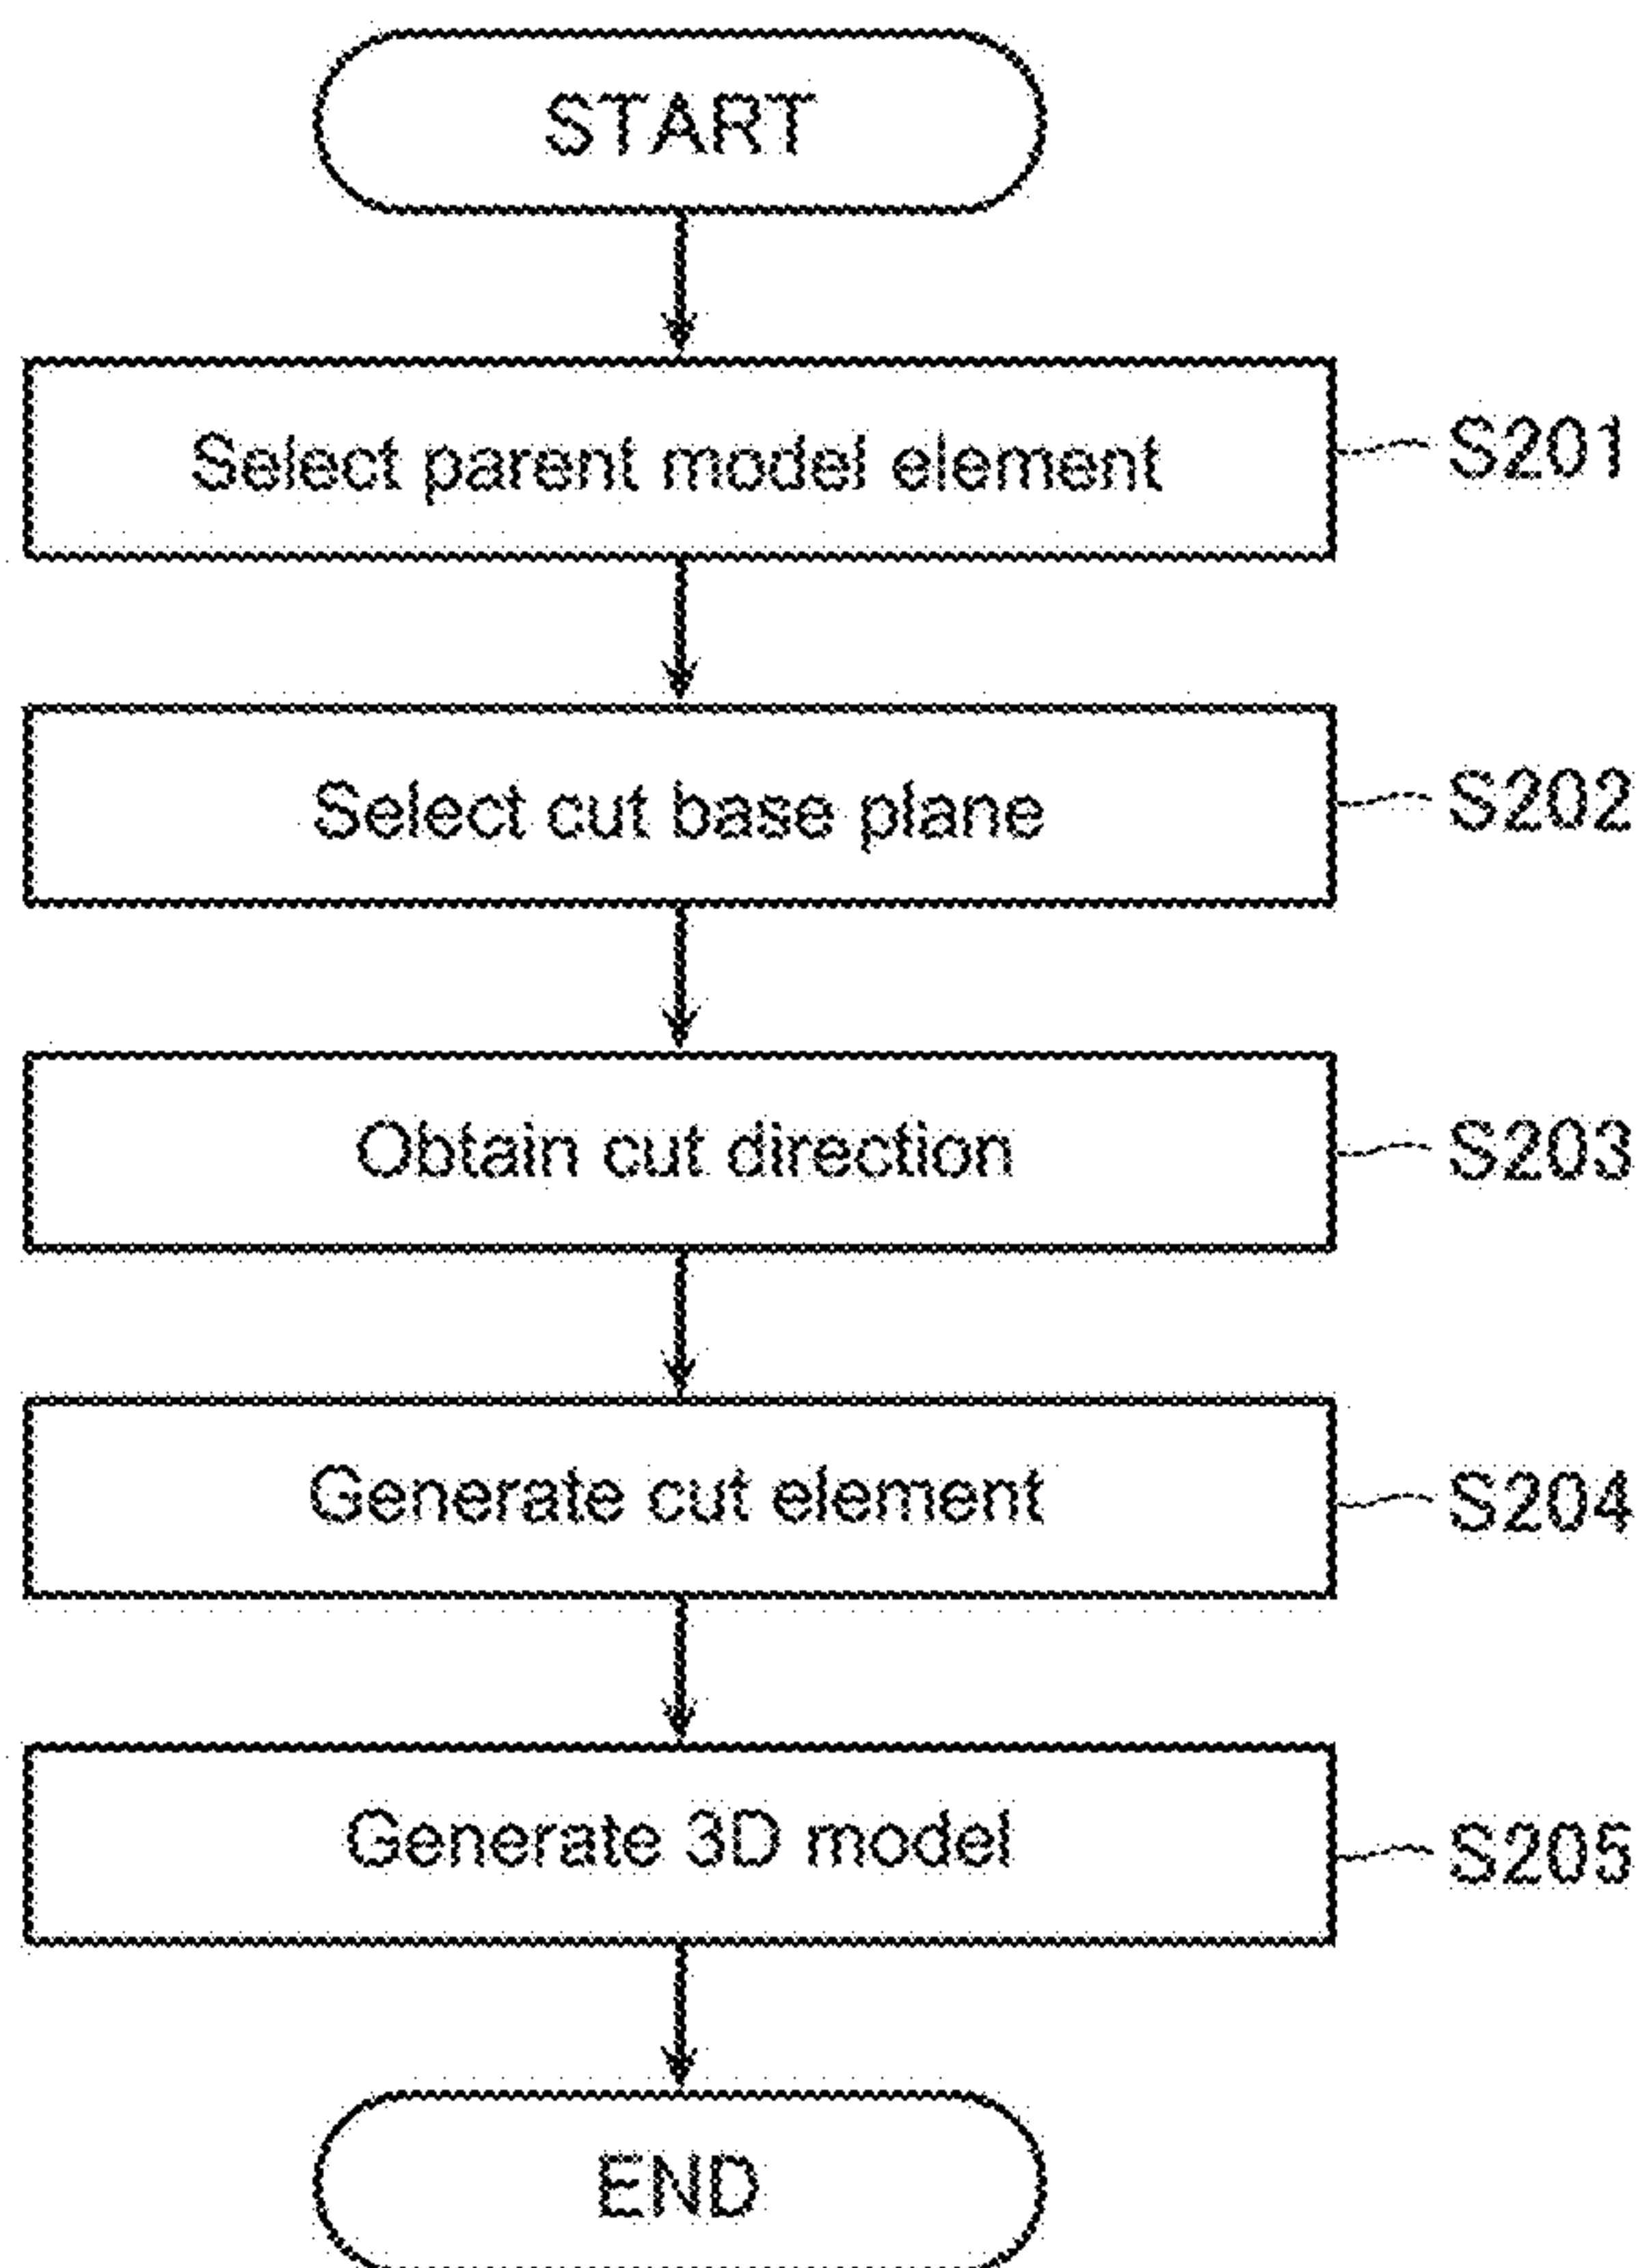 START
Select parent model element
S201
Select cut base plane
S202
Obtain cut direction
S203
Generate cut element
S204
Generate 3D model
S205
END